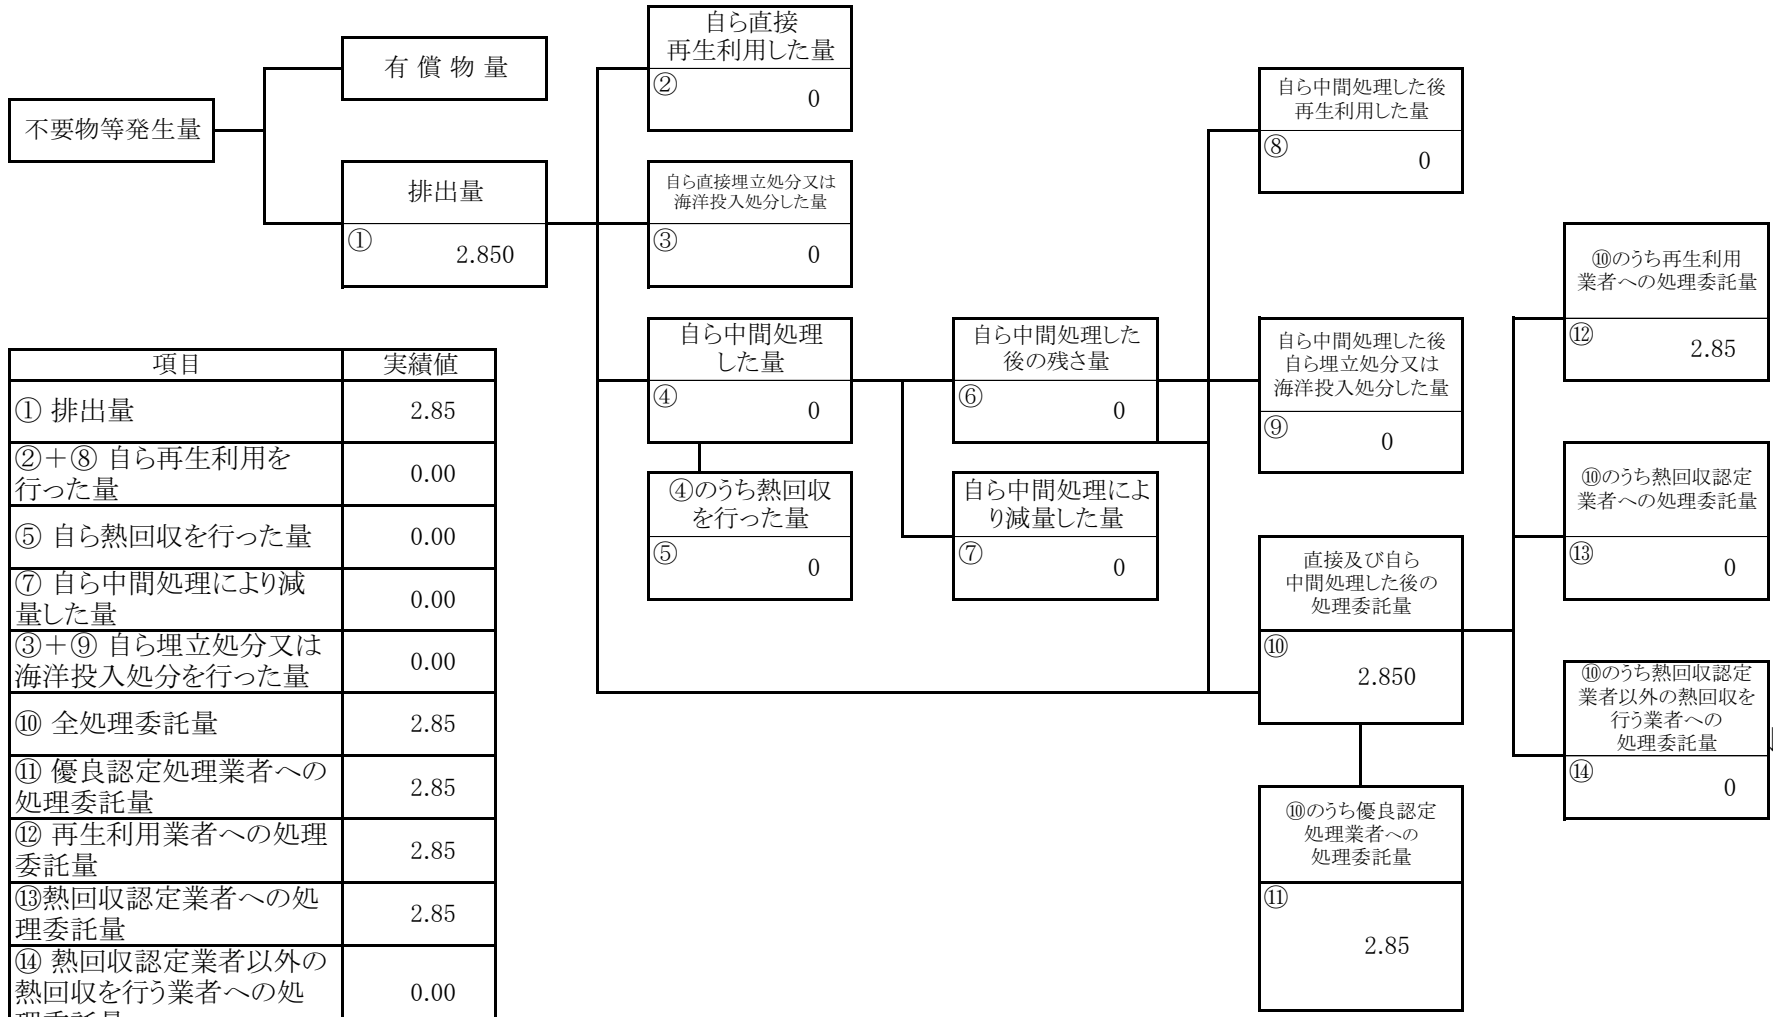 自ら直接
再生利用した量
②
0
有 償 物 量
不要物等発生量
排出量
①
2.850
自ら直接埋立処分又は
海洋投入処分した量
③
0
自ら中間処理した後
再生利用した量
⑧
0
自ら中間処理
した量
④
0
自ら中間処理した
後の残さ量
⑥
0
自ら中間処理した後
自ら埋立処分又は
海洋投入処分した量
⑨
0
④のうち熱回収
を行った量
⑤
0
自ら中間処理によ
り減量した量
⑦
0
直接及び自ら
中間処理した後の
処理委託量
⑩
2.850
⑩のうち優良認定
処理業者への
処理委託量
⑪
2.85
⑩のうち再生利用
業者への処理委託量
⑫
2.85
⑩のうち熱回収認定
業者への処理委託量
⑬
0
⑩のうち熱回収認定
業者以外の熱回収を
行う業者への
処理委託量
⑭
0
項目 実績値
① 排出量 2.85
②＋⑧ 自ら再生利用を
行った量 0.00
⑤ 自ら熱回収を行った量 0.00
⑦ 自ら中間処理により減
量した量 0.00
③＋⑨ 自ら埋立処分又は
海洋投入処分を行った量 0.00
⑩ 全処理委託量 2.85
⑪ 優良認定処理業者への
処理委託量 2.85
⑫ 再生利用業者への処理
委託量 2.85
⑬熱回収認定業者への処
理委託量 2.85
⑭ 熱回収認定業者以外の
熱回収を行う業者への処 0.00